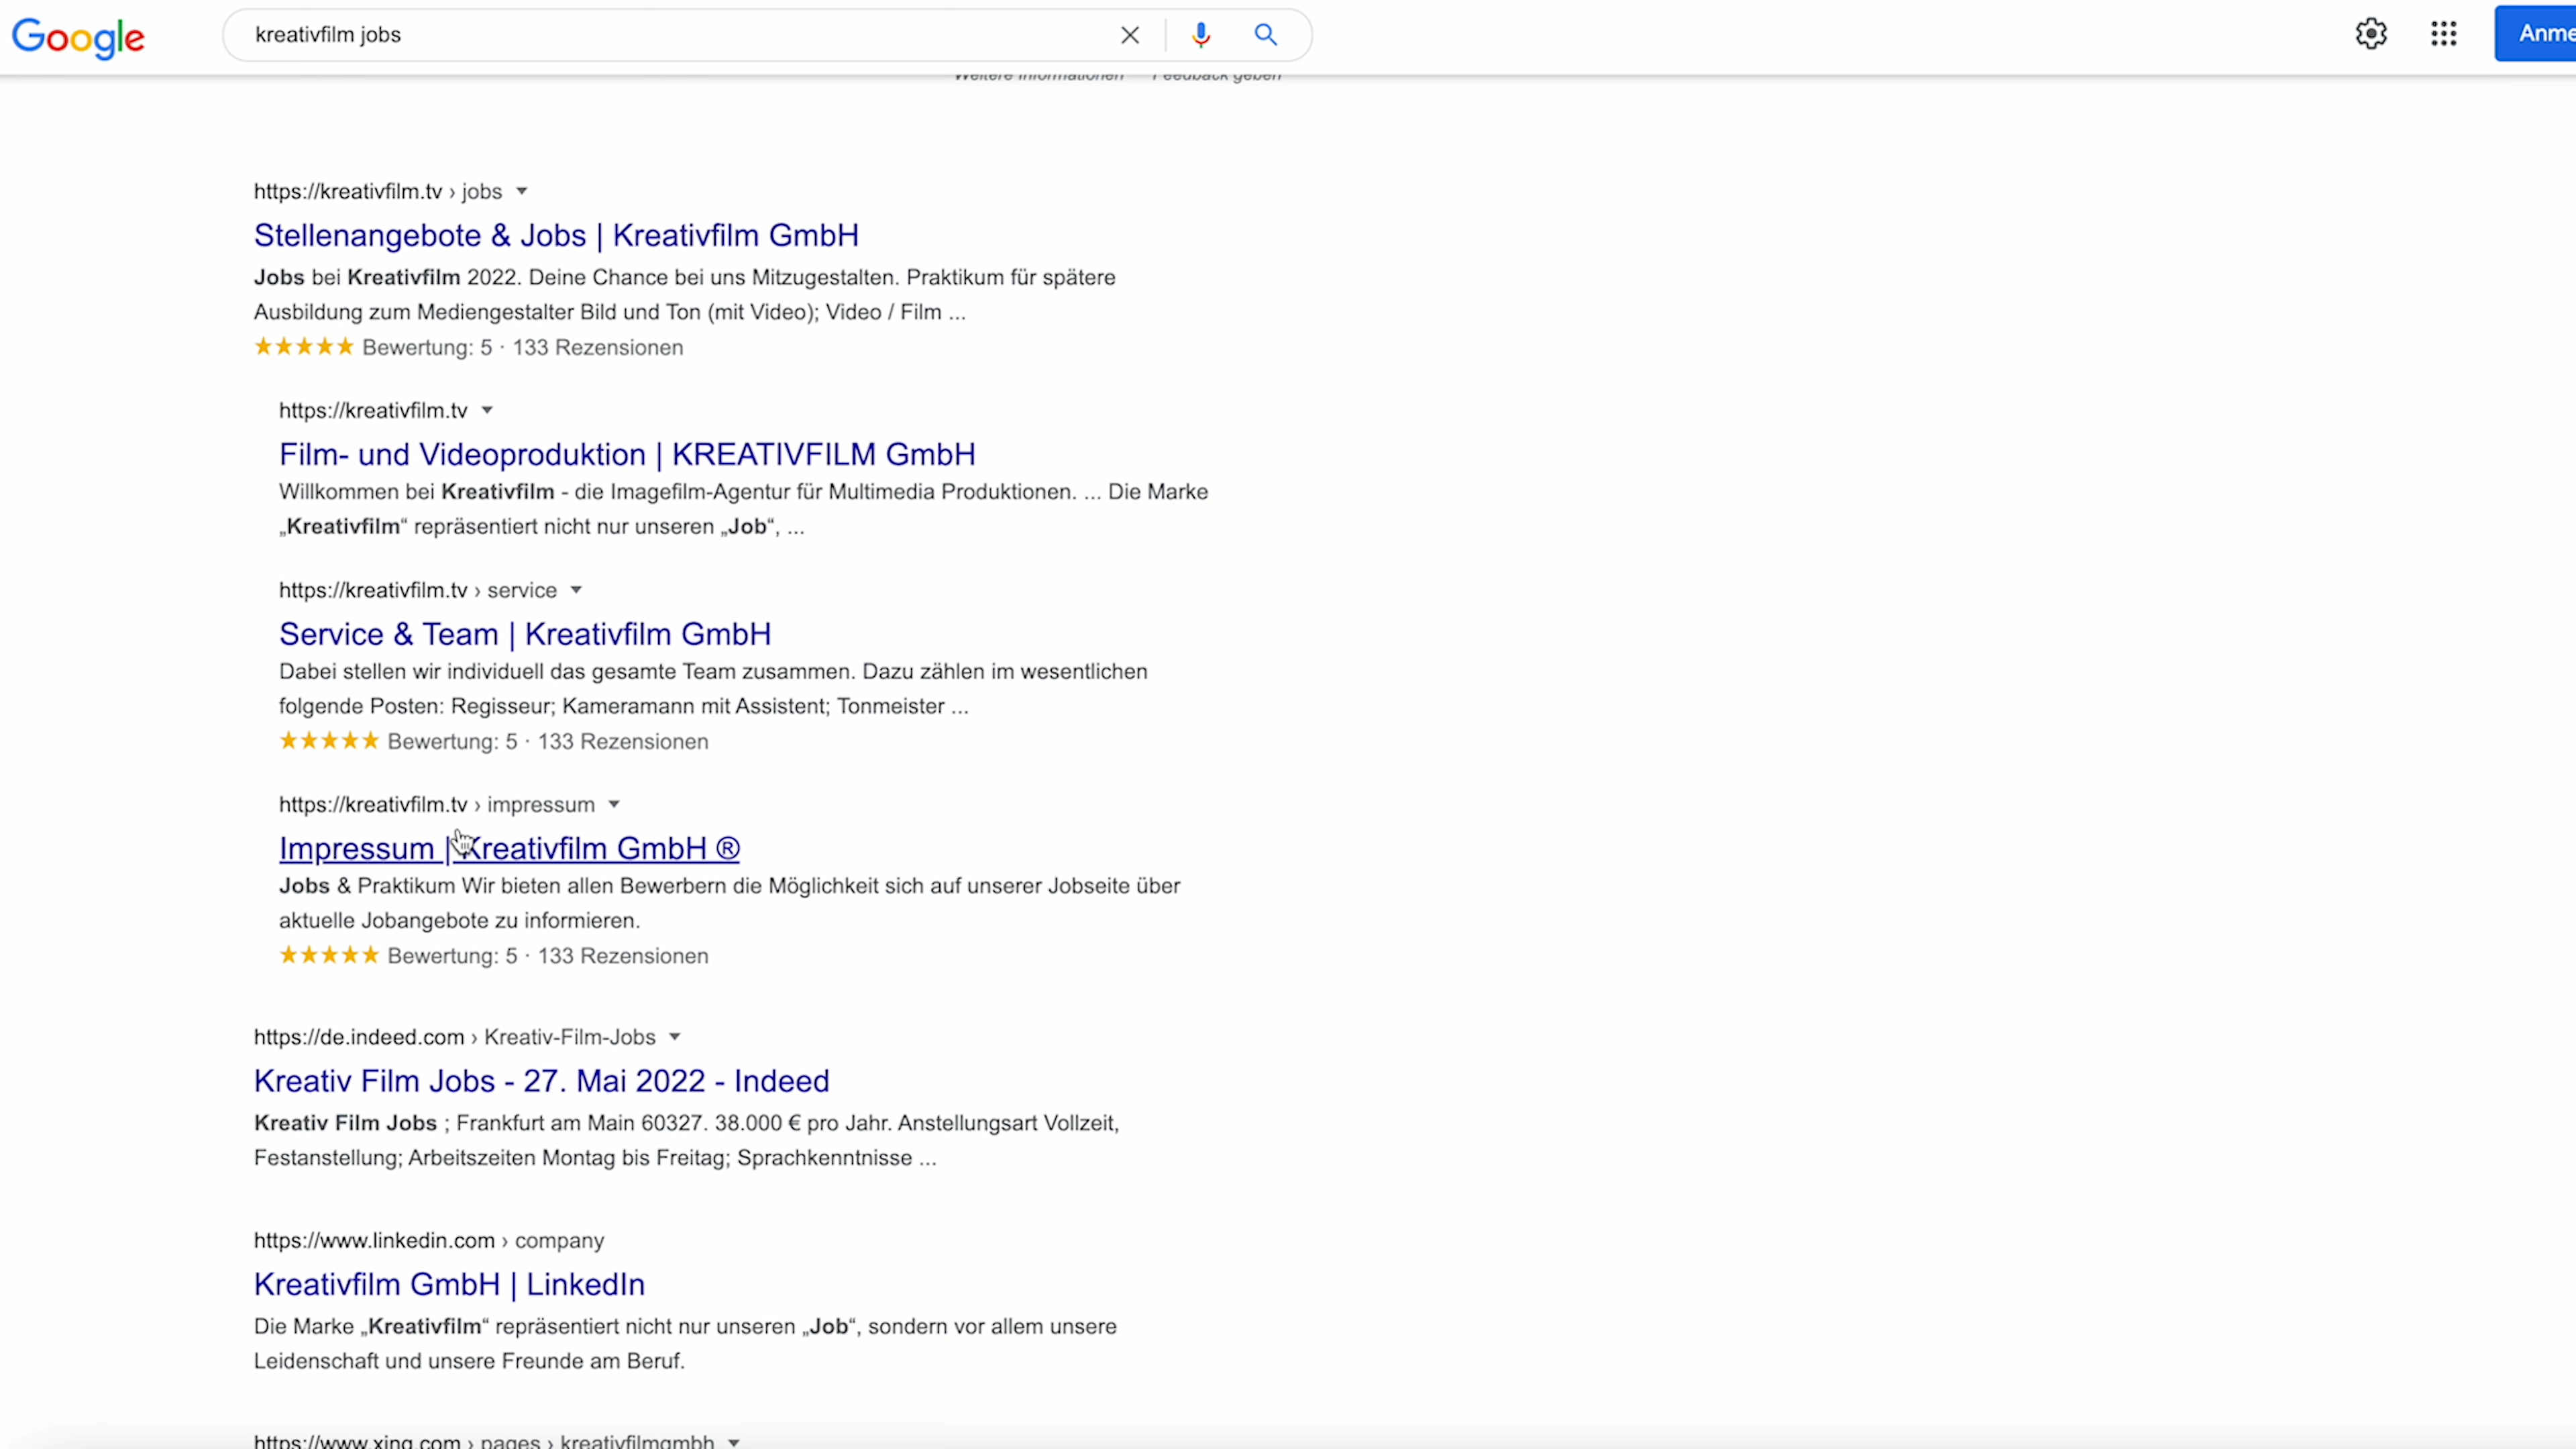 Google
kreativfilm jobs
Anme
Weitere Informationen Feedback geben
https://kreativfilm.tv › jobs
Stellenangebote & Jobs | Kreativfilm GmbH
Jobs bei Kreativfilm 2022. Deine Chance bei uns Mitzugestalten. Praktikum für spätere
Ausbildung zum Mediengestalter Bild und Ton (mit Video); Video / Film ...
Bewertung: 5 · 133 Rezensionen
https://kreativfilm.tv
Film- und Videoproduktion | KREATIVFILM GmbH
Willkommen bei Kreativfilm - die Imagefilm-Agentur für Multimedia Produktionen. ... Die Marke
„Kreativfilm“ repräsentiert nicht nur unseren „Job“, ...
https://kreativfilm.tv › service
Service & Team | Kreativfilm GmbH
Dabei stellen wir individuell das gesamte Team zusammen. Dazu zählen im wesentlichen
folgende Posten: Regisseur; Kameramann mit Assistent; Tonmeister ...
Bewertung: 5 · 133 Rezensionen
https://kreativfilm.tv › impressum
Impressum | Kreativfilm GmbH ®
Jobs & Praktikum Wir bieten allen Bewerbern die Möglichkeit sich auf unserer Jobseite über
aktuelle Jobangebote zu informieren.
Bewertung: 5 · 133 Rezensionen
https://de.indeed.com › Kreativ-Film-Jobs
Kreativ Film Jobs - 27. Mai 2022 - Indeed
Kreativ Film Jobs ; Frankfurt am Main 60327. 38.000 € pro Jahr. Anstellungsart Vollzeit,
Festanstellung; Arbeitszeiten Montag bis Freitag; Sprachkenntnisse ...
https://www.linkedin.com › company
Kreativfilm GmbH | LinkedIn
Die Marke „Kreativfilm“ repräsentiert nicht nur unseren „Job“, sondern vor allem unsere
Leidenschaft und unsere Freunde am Beruf.
https://www.xing.com › pages › kreativfilmgmbh